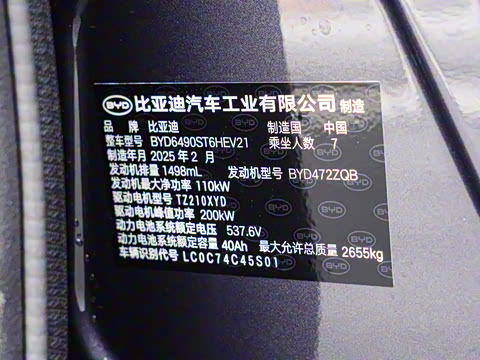 BYD 比亚迪汽车工业有限公司 制造
品 牌 比亚迪 制造国 中国
整车型号 BYD6490ST6HEV21 乘坐人数 7
制造年月 2025 年 2 月
发动机排量 1498mL 发动机型号 BYD472ZQB
发动机最大净功率 110kW
驱动电机型号 TZ210XYD
驱动电机峰值功率 200kW
动力电池系统额定电压 537.6V
动力电池系统额定容量 40Ah 最大允许总质量 2655kg
车辆识别代号 LC0C74C45S01